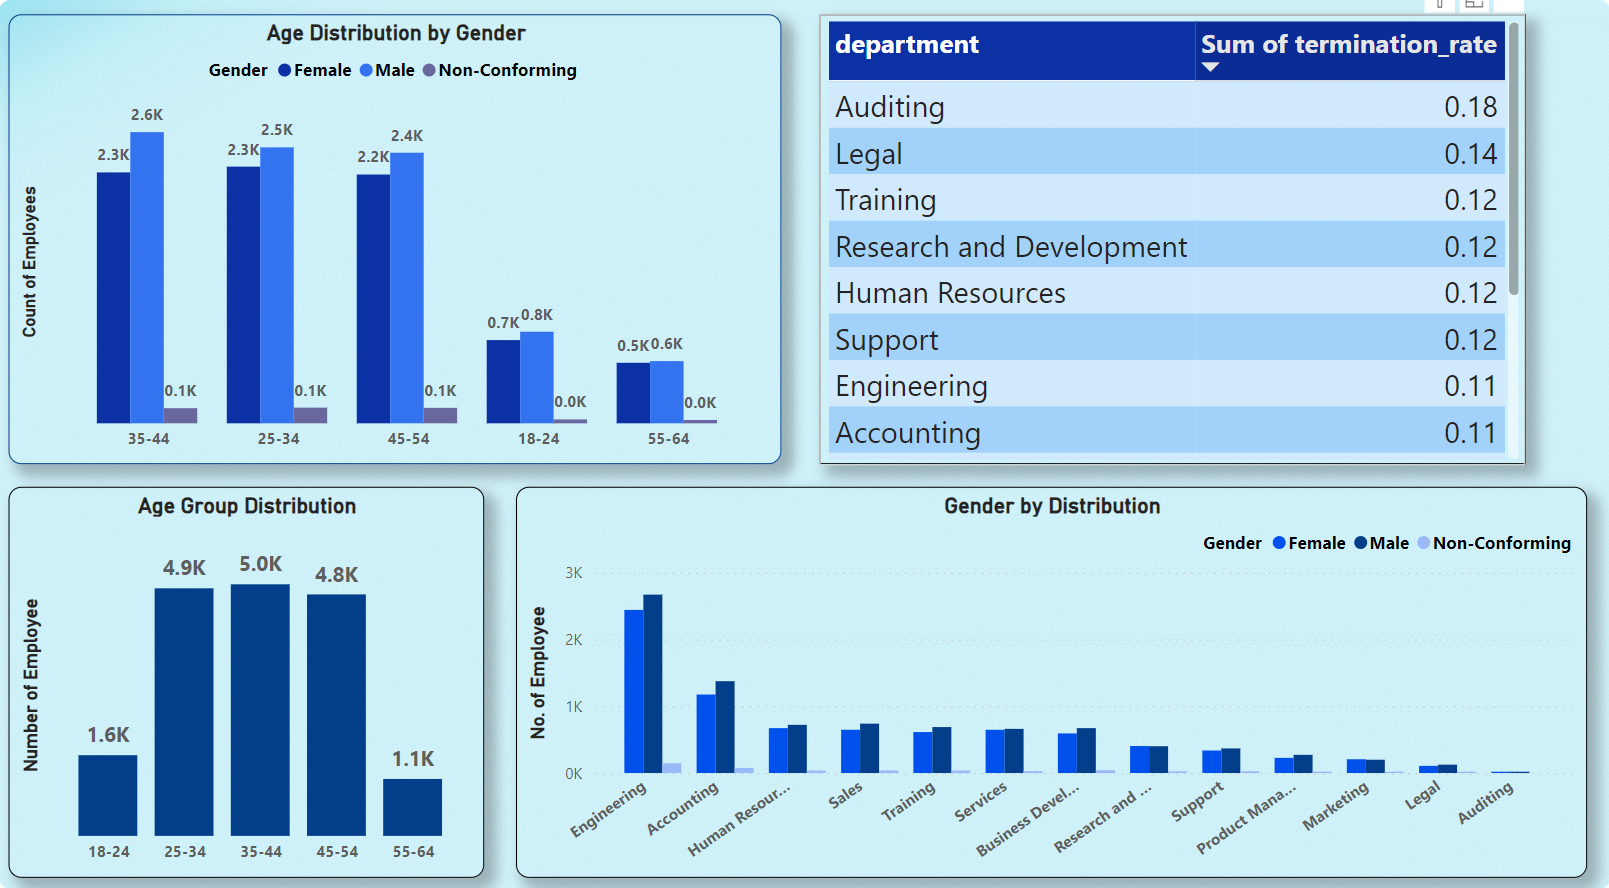 Age Distribution by Gender
Gender Female Male Non-Conforming
Count of Employees
2.3K 2.6K 0.1K
2.3K 2.5K 0.1K
2.2K 2.4K 0.1K
0.7K 0.8K 0.0K
0.5K 0.6K 0.0K
35-44 25-34 45-54 18-24 55-64
department Sum of termination_rate
Auditing 0.18
Legal 0.14
Training 0.12
Research and Development 0.12
Human Resources 0.12
Support 0.12
Engineering 0.11
Accounting 0.11
Age Group Distribution
Number of Employee
1.6K 4.9K 5.0K 4.8K 1.1K
18-24 25-34 35-44 45-54 55-64
Gender by Distribution
Gender Female Male Non-Conforming
No. of Employee
3K
2K
1K
0K
Engineering
Accounting
Human Resour...
Sales
Training
Services
Business Devel...
Research and ...
Support
Product Mana...
Marketing
Legal
Auditing